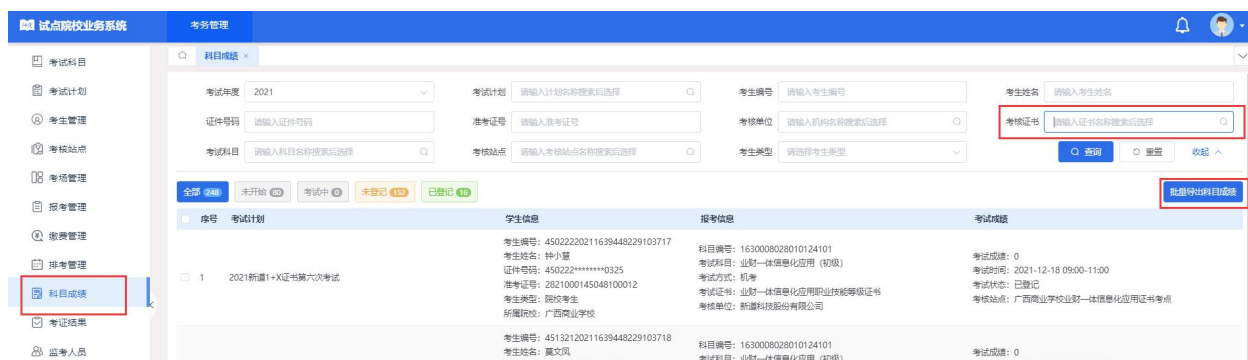 试点院校业务系统
考务管理
考试科目
考试计划
考生管理
考核站点
考场管理
报考管理
缴费管理
排考管理
科目成绩
考证结果
监考人员
科目成绩 ×
考试年度 2021
考试计划 请输入计划名称搜索后选择
考生编号 请输入考生编号
考生姓名 请输入考生姓名
证件号码 请输入证件号码
准考证号 请输入准考证号
考核单位 请输入机构名称搜索后选择
考核证书 请输入证书名称搜索后选择
考试科目 请输入科目名称搜索后选择
考核站点 请输入考核站点名称搜索后选择
考生类型 请选择考生类型
查询 重置 收起
全部 248 未开始 80 考试中 0 未登记 152 已登记 16
批量导出科目成绩
序号 考试计划 学生信息 报考信息 考试成绩
1 2021新道1+X证书第六次考试
考生编号：45022220211639448229103717
考生姓名：钟小慧
证件号码：450222********0325
准考证号：2821000145048100012
考生类型：院校考生
所属院校：广西商业学校
科目编号：1630008028010124101
考试科目：业财一体信息化应用（初级）
考试方式：机考
考试证书：业财一体信息化应用职业技能等级证书
考核单位：新道科技股份有限公司
考试成绩：0
考试时间：2021-12-18 09:00-11:00
考试状态：已登记
考核站点：广西商业学校业财一体信息化应用证书考点
考生编号：45132120211639448229103718
考生姓名：莫文凤
科目编号：1630008028010124101
考试科目：业财一体信息化应用（初级）
考试成绩：0